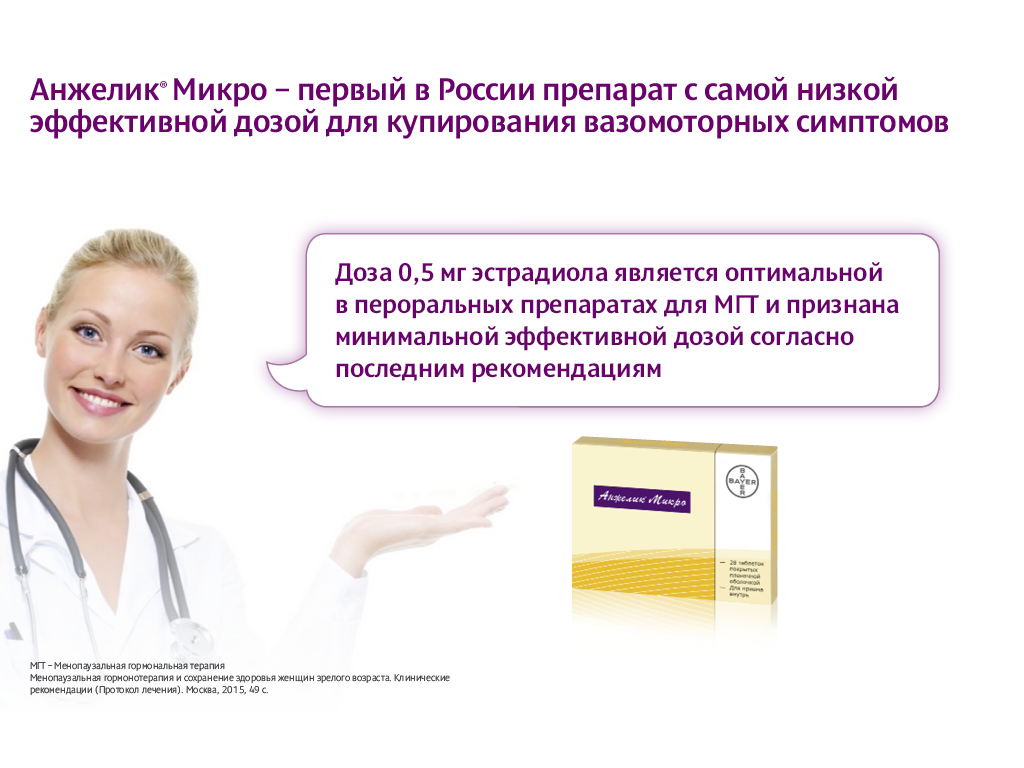 Анжелик® Микро – первый в России препарат с самой низкой
эффективной дозой для купирования вазомоторных симптомов
Доза 0,5 мг эстрадиола является оптимальной
в пероральных препаратах для МГТ и признана
минимальной эффективной дозой согласно
последним рекомендациям
Анжелик Микро
BAYER
BAYER
— 28 таблеток
покрытых
пленочной
оболочкой
— Для приема
внутрь
МГТ – Менопаузальная гормональная терапия
Менопаузальная гормонотерапия и сохранение здоровья женщин зрелого возраста. Клинические
рекомендации (Протокол лечения). Москва, 2015, 49 с.